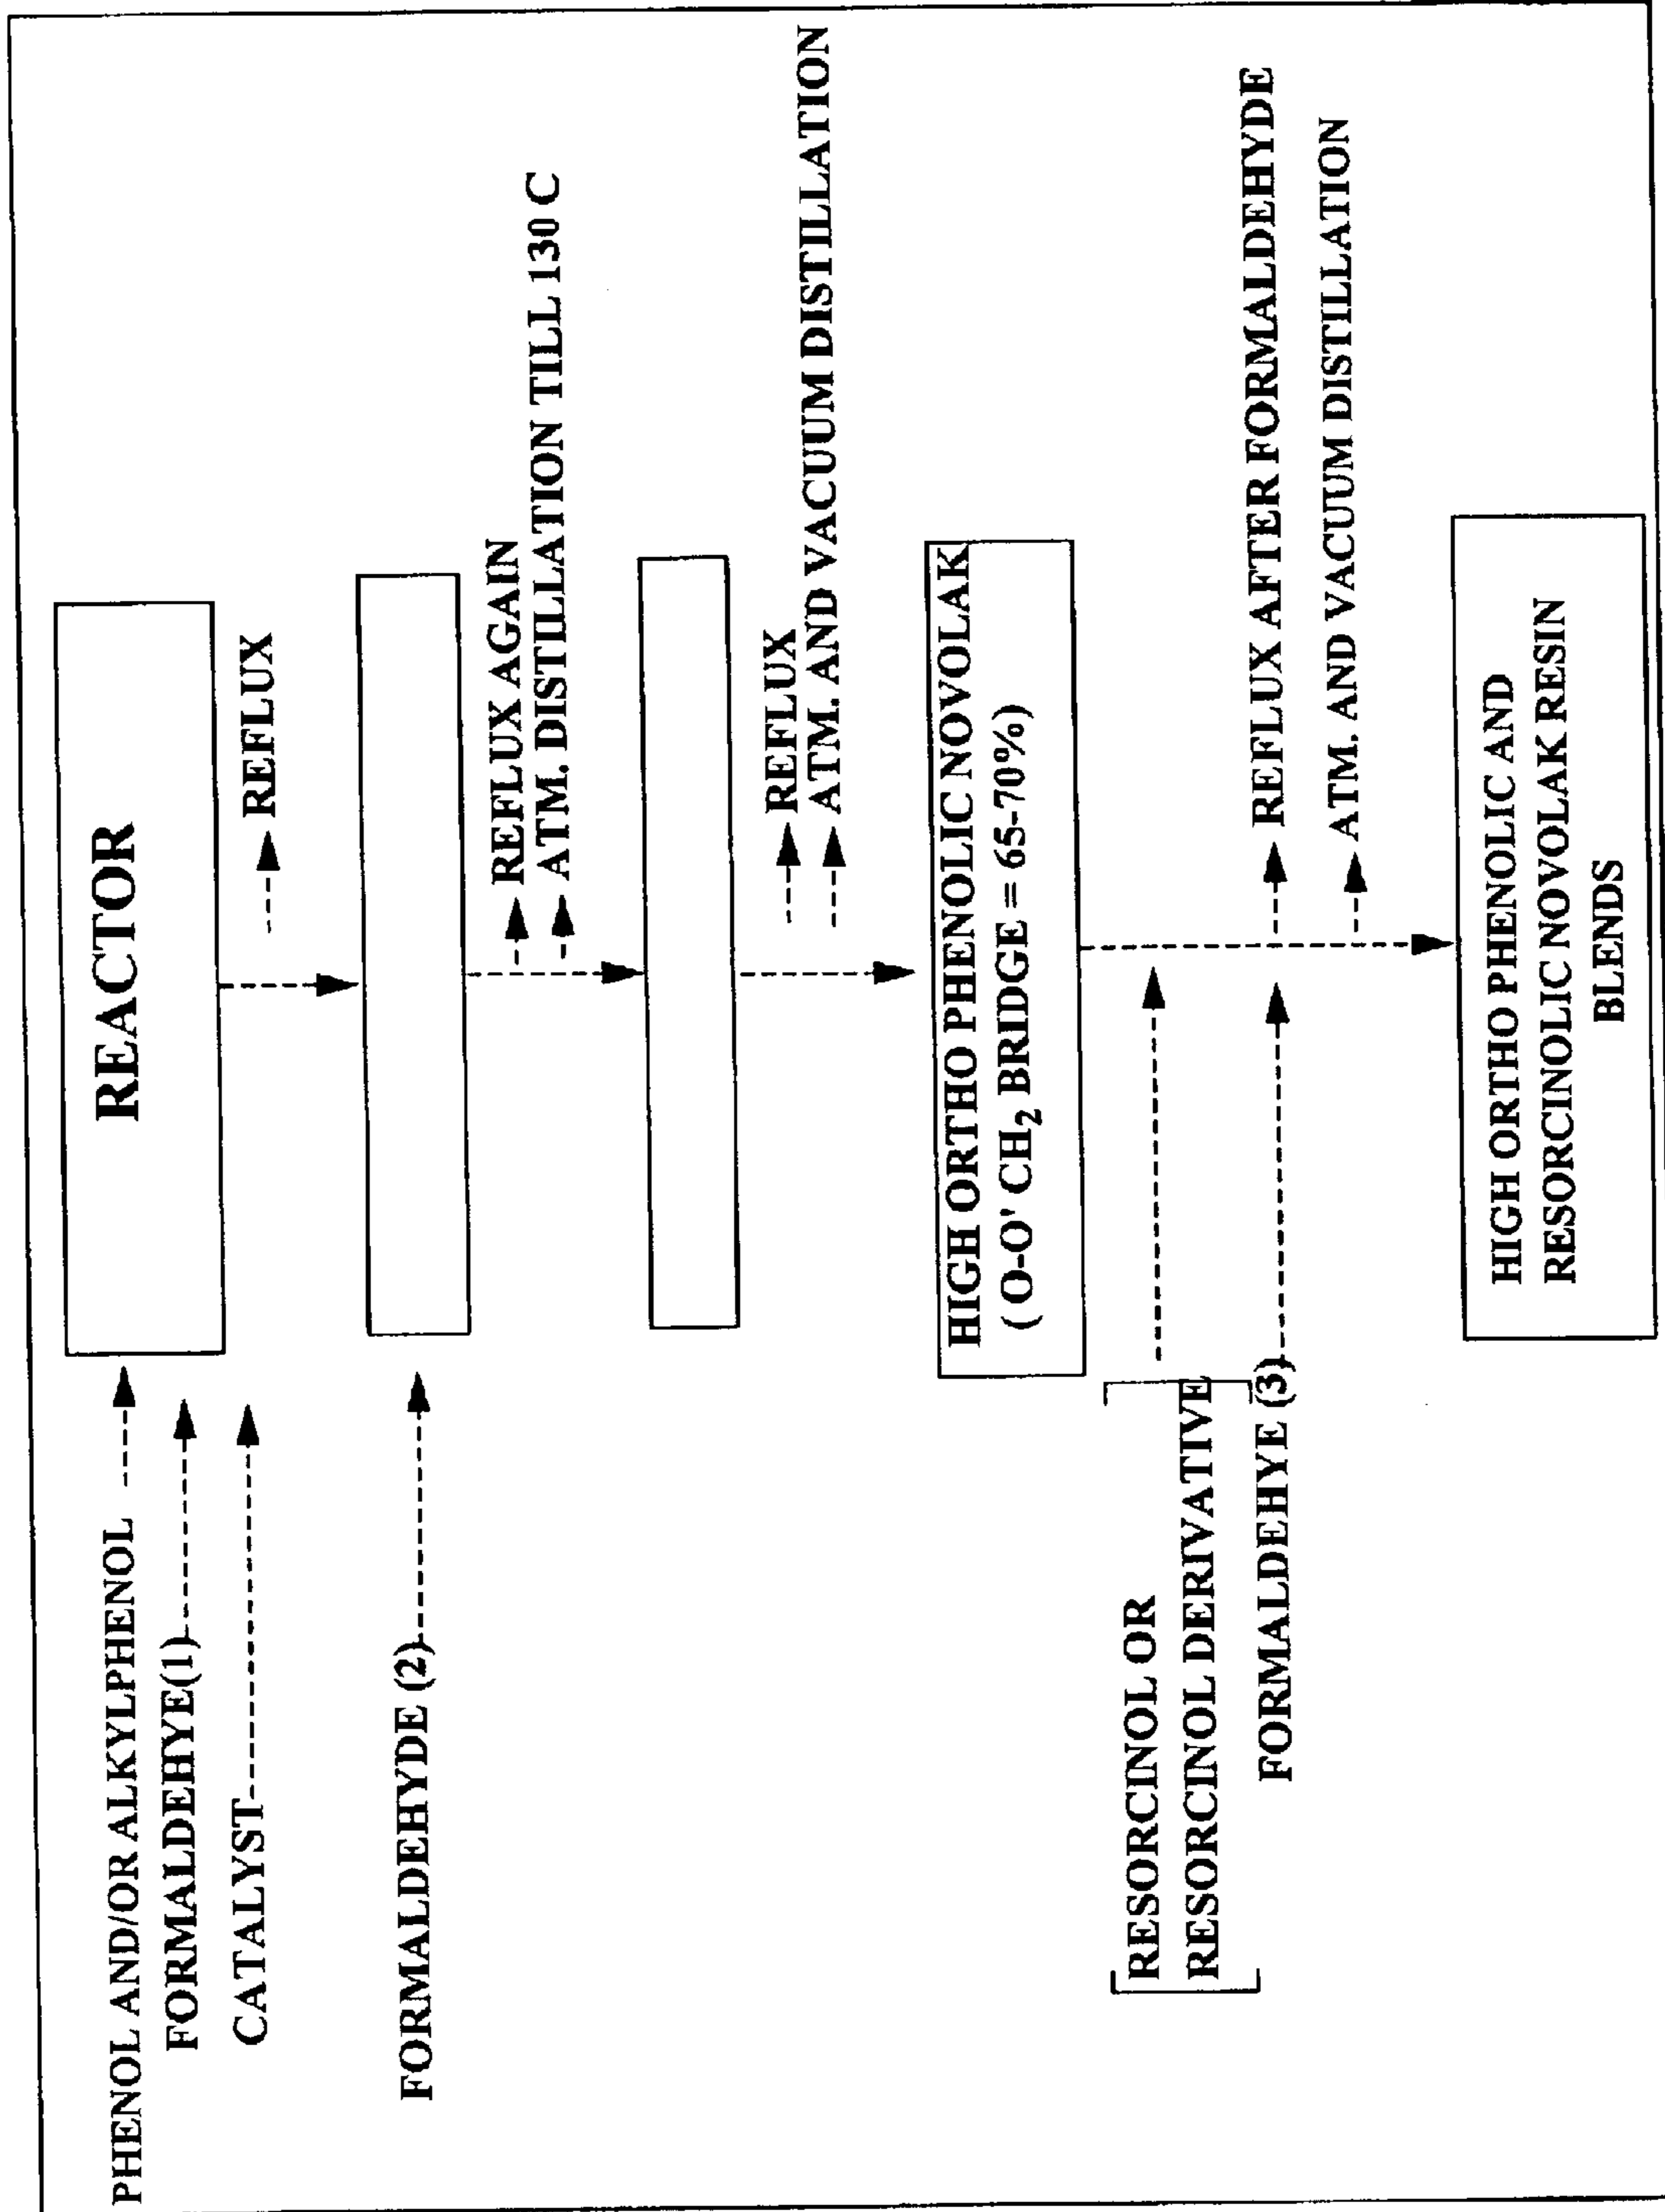 REACTOR
PHENOL AND/OR ALKYLPHENOL
FORMALDEHYE(1)
CATALYST
REFLUX
FORMALDEHYDE (2)
REFLUX AGAIN
ATM. DISTILLATION TILL 130 C
REFLUX
ATM. AND VACUUM DISTILLATION
HIGH ORTHO PHENOLIC NOVOLAK
( O-O' CH₂ BRIDGE = 65-70%)
RESORCINOL OR
RESORCINOL DERIVATIVE
FORMALDEHYE (3)
REFLUX AFTER FORMALDEHYDE
ATM. AND VACUUM DISTILLATION
HIGH ORTHO PHENOLIC AND
RESORCINOLIC NOVOLAK RESIN
BLENDS